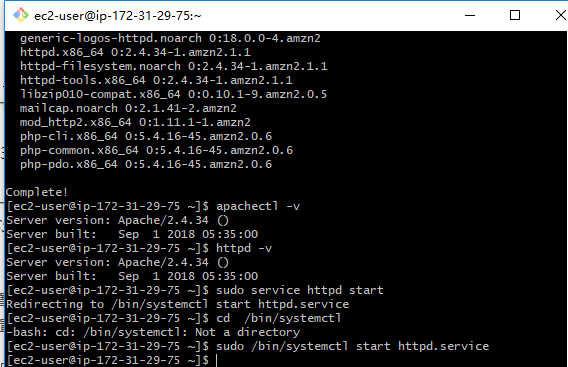 ec2-user@ip-172-31-29-75:~
generic-logos-httpd.noarch 0:18.0.0-4.amzn2
httpd.x86_64 0:2.4.34-1.amzn2.1.1
httpd-filesystem.noarch 0:2.4.34-1.amzn2.1.1
httpd-tools.x86_64 0:2.4.34-1.amzn2.1.1
libzip010-compat.x86_64 0:0.10.1-9.amzn2.0.5
mailcap.noarch 0:2.1.41-2.amzn2
mod_http2.x86_64 0:1.11.1-1.amzn2
php-cli.x86_64 0:5.4.16-45.amzn2.0.6
php-common.x86_64 0:5.4.16-45.amzn2.0.6
php-pdo.x86_64 0:5.4.16-45.amzn2.0.6
Complete!
[ec2-user@ip-172-31-29-75 ~]$ apachectl -v
Server version: Apache/2.4.34 ()
Server built:   Sep  1 2018 05:35:00
[ec2-user@ip-172-31-29-75 ~]$ httpd -v
Server version: Apache/2.4.34 ()
Server built:   Sep  1 2018 05:35:00
[ec2-user@ip-172-31-29-75 ~]$ sudo service httpd start
Redirecting to /bin/systemctl start httpd.service
[ec2-user@ip-172-31-29-75 ~]$ cd  /bin/systemctl
-bash: cd: /bin/systemctl: Not a directory
[ec2-user@ip-172-31-29-75 ~]$ sudo /bin/systemctl start httpd.service
[ec2-user@ip-172-31-29-75 ~]$